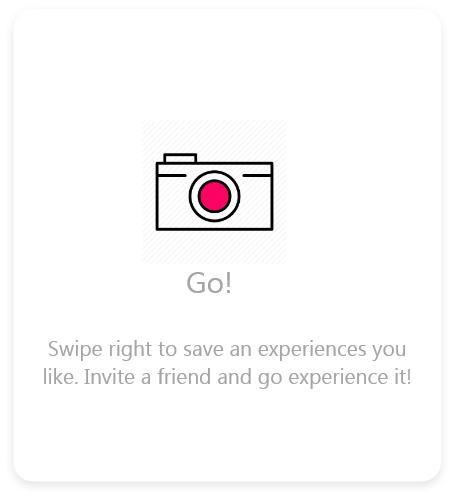 Go!
Swipe right to save an experiences you
like. Invite a friend and go experience it!